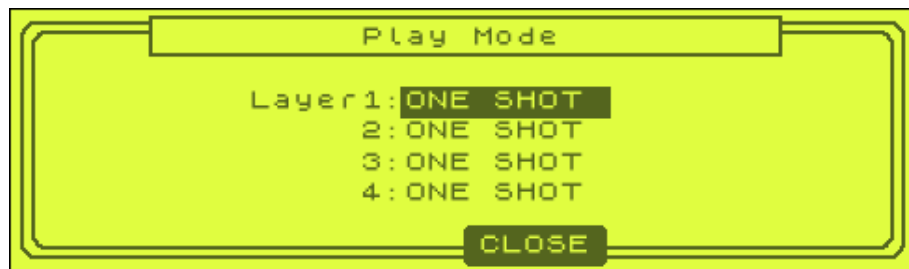 Play Mode
Layer1:ONE SHOT
2:ONE SHOT
3:ONE SHOT
4:ONE SHOT
CLOSE